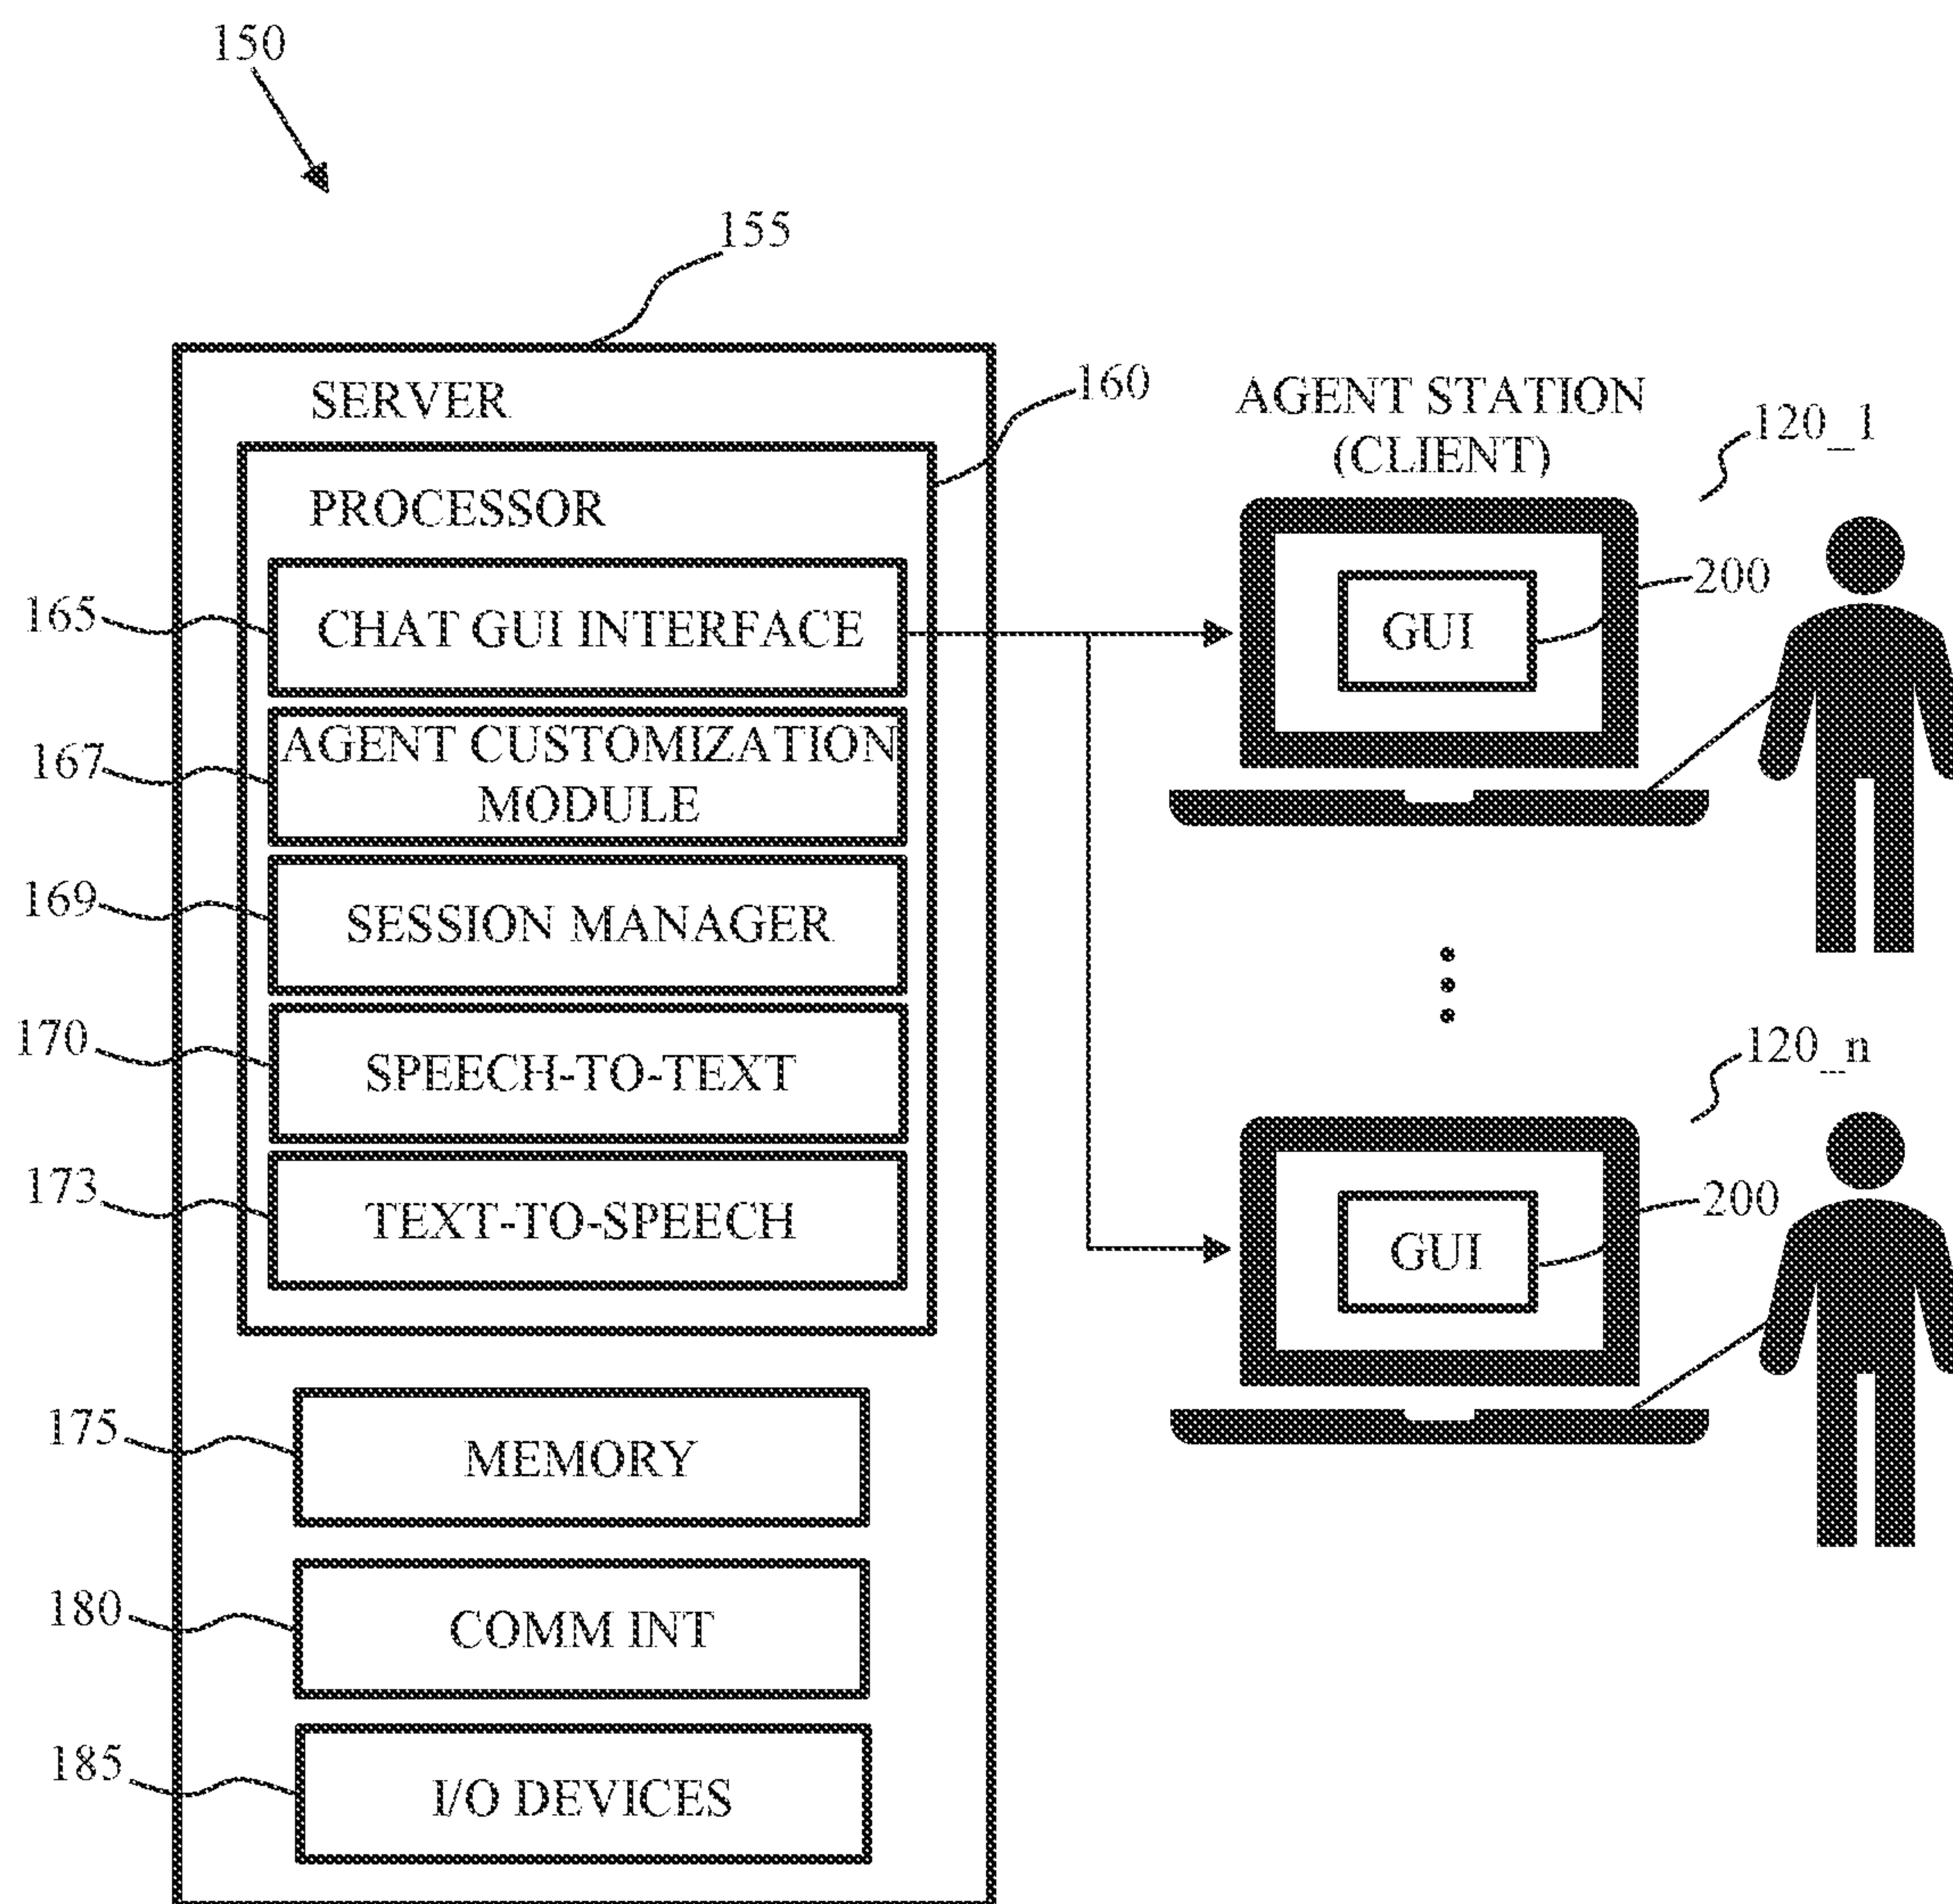 150
155
SERVER
160
PROCESSOR
165
CHAT GUI INTERFACE
167
AGENT CUSTOMIZATION
MODULE
169
SESSION MANAGER
170
SPEECH-TO-TEXT
173
TEXT-TO-SPEECH
175
MEMORY
180
COMM INT
185
I/O DEVICES
AGENT STATION
(CLIENT)
120_1
200
GUI
120_n
200
GUI